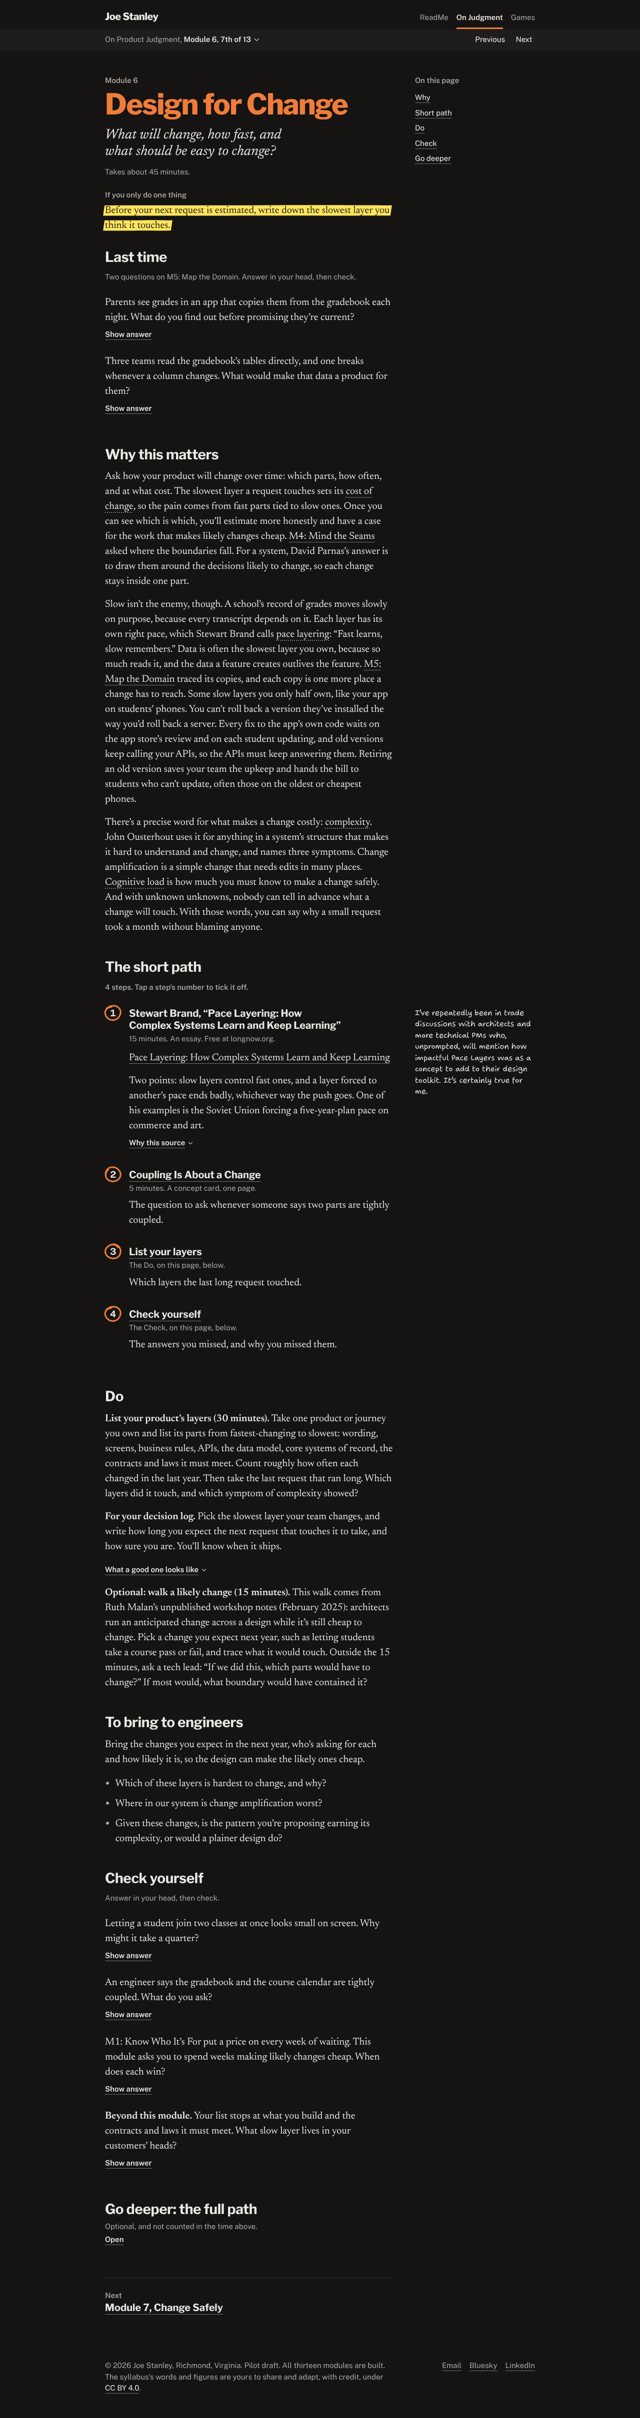 Joe Stanley
ReadMe On Judgment Games
On Product Judgment, Module 6, 7th of 13
Previous Next
Module 6
Design for Change
What will change, how fast, and
what should be easy to change?
Takes about 45 minutes.
On this page
Why
Short path
Do
Check
Go deeper
If you only do one thing
Before your next request is estimated, write down the slowest layer you
think it touches.
Last time
Two questions on M5: Map the Domain. Answer in your head, then check.
Parents see grades in an app that copies them from the gradebook each
night. What do you find out before promising they’re current?
Show answer
Three teams read the gradebook’s tables directly, and one breaks
whenever a column changes. What would make that data a product for
them?
Show answer
Why this matters
Ask how your product will change over time: which parts, how often,
and at what cost. The slowest layer a request touches sets its cost of
change, so the pain comes from fast parts tied to slow ones. Once you
can see which is which, you’ll estimate more honestly and have a case
for the work that makes likely changes cheap. M4: Mind the Seams
asked where the boundaries fall. For a system, David Parnas’s answer is
to draw them around the decisions likely to change, so each change
stays inside one part.
Slow isn’t the enemy, though. A school’s record of grades moves slowly
on purpose, because every transcript depends on it. Each layer has its
own right pace, which Stewart Brand calls pace layering: “Fast learns,
slow remembers.” Data is often the slowest layer you own, because so
much reads it, and the data a feature creates outlives the feature. M5:
Map the Domain traced its copies, and each copy is one more place a
change has to reach. Some slow layers you only half own, like your app
on students’ phones. You can’t roll back a version they’ve installed the
way you’d roll back a server. Every fix to the app’s own code waits on
the app store’s review and on each student updating, and old versions
keep calling your APIs, so the APIs must keep answering them. Retiring
an old version saves your team the upkeep and hands the bill to
students who can’t update, often those on the oldest or cheapest
phones.
There’s a precise word for what makes a change costly: complexity.
John Ousterhout uses it for anything in a system’s structure that makes
it hard to understand and change, and names three symptoms. Change
amplification is a simple change that needs edits in many places.
Cognitive load is how much you must know to make a change safely.
And with unknown unknowns, nobody can tell in advance what a
change will touch. With those words, you can say why a small request
took a month without blaming anyone.
The short path
4 steps. Tap a step’s number to tick it off.
1
Stewart Brand, “Pace Layering: How
Complex Systems Learn and Keep Learning”
15 minutes. An essay. Free at longnow.org.
Pace Layering: How Complex Systems Learn and Keep Learning
Two points: slow layers control fast ones, and a layer forced to
another’s pace ends badly, whichever way the push goes. One of
his examples is the Soviet Union forcing a five-year-plan pace on
commerce and art.
Why this source
I’ve repeatedly been in trade
discussions with architects and
more technical PMs who,
unprompted, will mention how
impactful Pace Layers was as a
concept to add to their design
toolkit. It’s certainly true for
me.
2
Coupling Is About a Change
5 minutes. A concept card, one page.
The question to ask whenever someone says two parts are tightly
coupled.
3
List your layers
The Do, on this page, below.
Which layers the last long request touched.
4
Check yourself
The Check, on this page, below.
The answers you missed, and why you missed them.
Do
List your product’s layers (30 minutes). Take one product or journey
you own and list its parts from fastest-changing to slowest: wording,
screens, business rules, APIs, the data model, core systems of record, the
contracts and laws it must meet. Count roughly how often each
changed in the last year. Then take the last request that ran long. Which
layers did it touch, and which symptom of complexity showed?
For your decision log. Pick the slowest layer your team changes, and
write how long you expect the next request that touches it to take, and
how sure you are. You’ll know when it ships.
What a good one looks like
Optional: walk a likely change (15 minutes). This walk comes from
Ruth Malan’s unpublished workshop notes (February 2025): architects
run an anticipated change across a design while it’s still cheap to
change. Pick a change you expect next year, such as letting students
take a course pass or fail, and trace what it would touch. Outside the 15
minutes, ask a tech lead: “If we did this, which parts would have to
change?” If most would, what boundary would have contained it?
To bring to engineers
Bring the changes you expect in the next year, who’s asking for each
and how likely it is, so the design can make the likely ones cheap.
• Which of these layers is hardest to change, and why?
• Where in our system is change amplification worst?
• Given these changes, is the pattern you’re proposing earning its
complexity, or would a plainer design do?
Check yourself
Answer in your head, then check.
Letting a student join two classes at once looks small on screen. Why
might it take a quarter?
Show answer
An engineer says the gradebook and the course calendar are tightly
coupled. What do you ask?
Show answer
M1: Know Who It’s For put a price on every week of waiting. This
module asks you to spend weeks making likely changes cheap. When
does each win?
Show answer
Beyond this module. Your list stops at what you build and the
contracts and laws it must meet. What slow layer lives in your
customers’ heads?
Show answer
Go deeper: the full path
Optional, and not counted in the time above.
Open
Next
Module 7, Change Safely
© 2026 Joe Stanley, Richmond, Virginia. Pilot draft. All thirteen modules are built.
The syllabus’s words and figures are yours to share and adapt, with credit, under
CC BY 4.0.
Email Bluesky LinkedIn